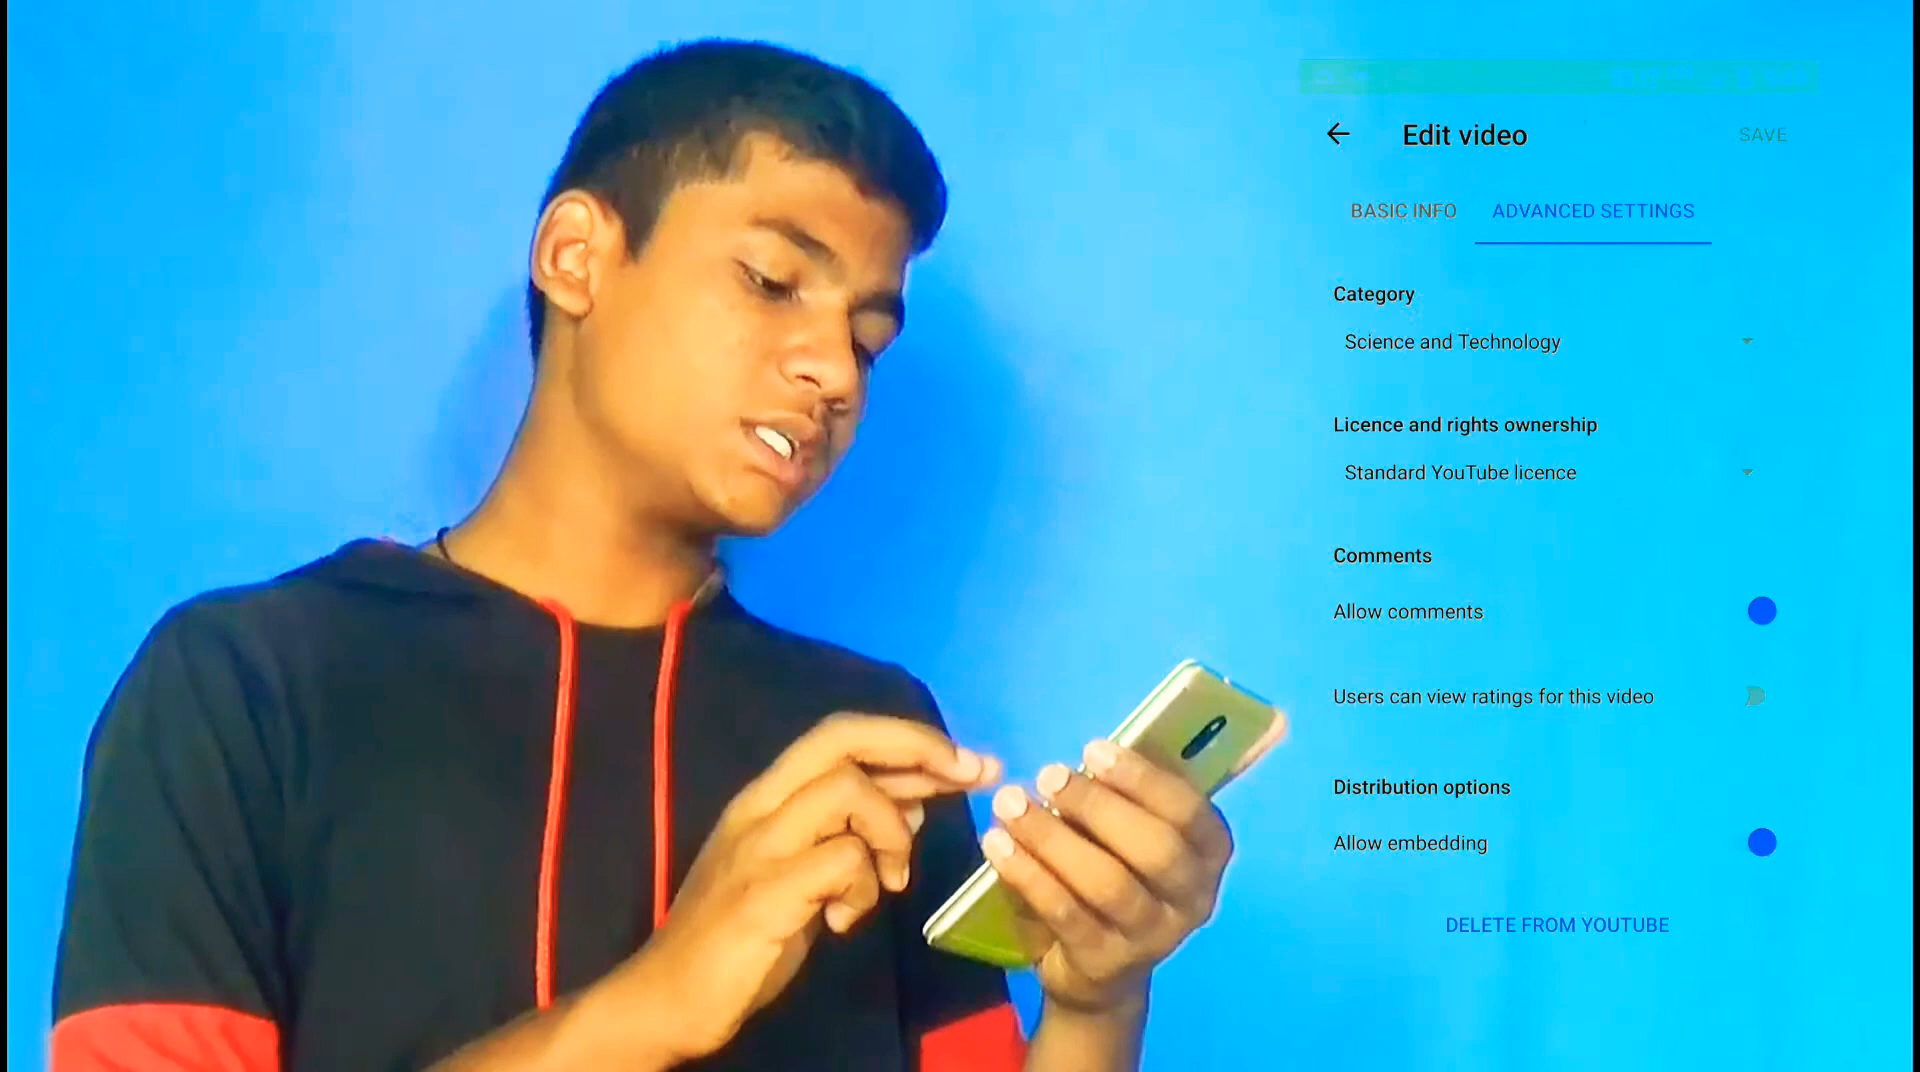 Edit video
SAVE
BASIC INFO
ADVANCED SETTINGS
Category
Science and Technology
Licence and rights ownership
Standard YouTube licence
Comments
Allow comments
Users can view ratings for this video
Distribution options
Allow embedding
DELETE FROM YOUTUBE